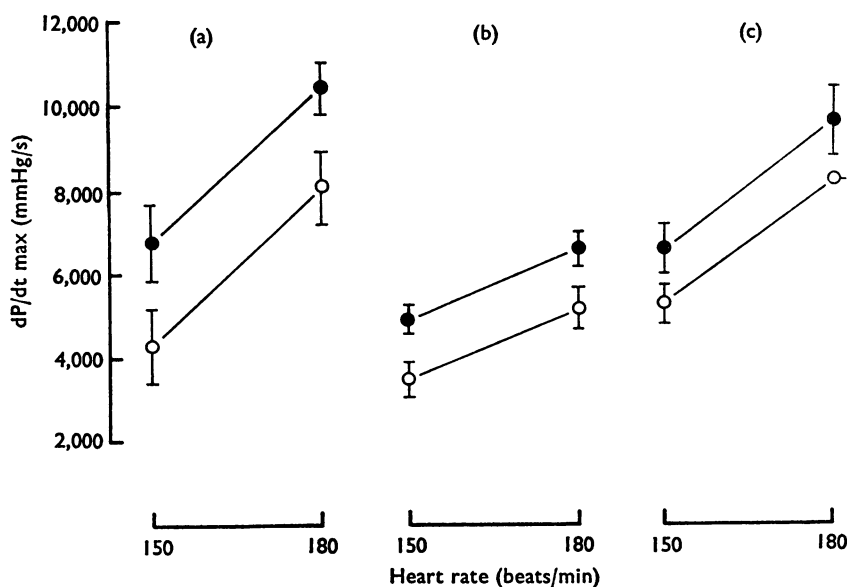 12,000
(a)
(b)
(c)
10,000
8,000
6,000
4,000
2,000
dP/dt max (mmHg/s)
150
180
150
180
150
180
Heart rate (beats/min)